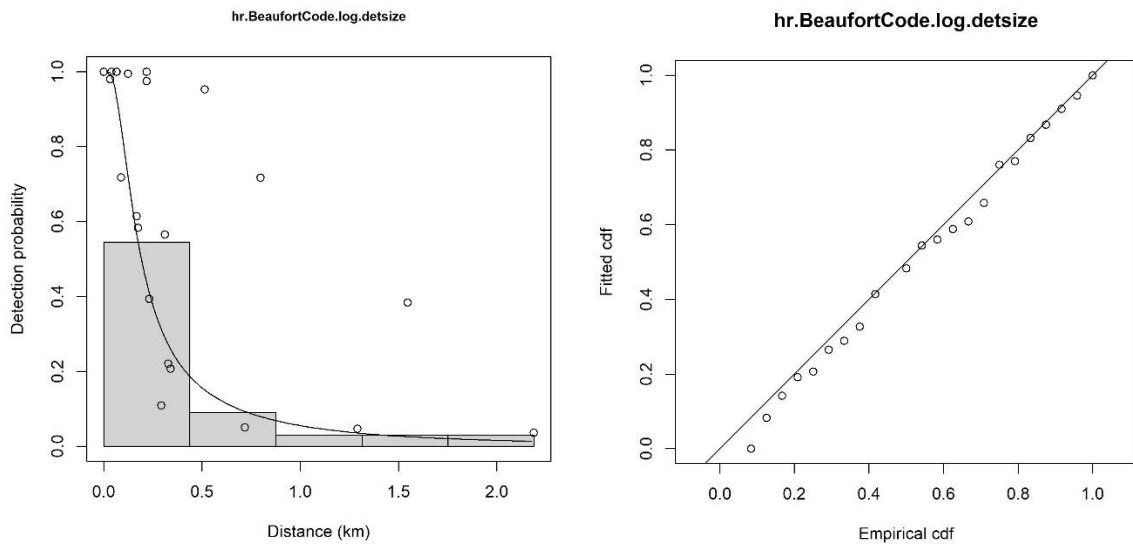 hr.BeaufortCode.log.detsize
Detection probability
1.0
0.8
0.6
0.4
0.2
0.0
0.0 0.5 1.0 1.5 2.0
Distance (km)
hr.BeaufortCode.log.detsize
Fitted cdf
1.0
0.8
0.6
0.4
0.2
0.0
0.0 0.2 0.4 0.6 0.8 1.0
Empirical cdf